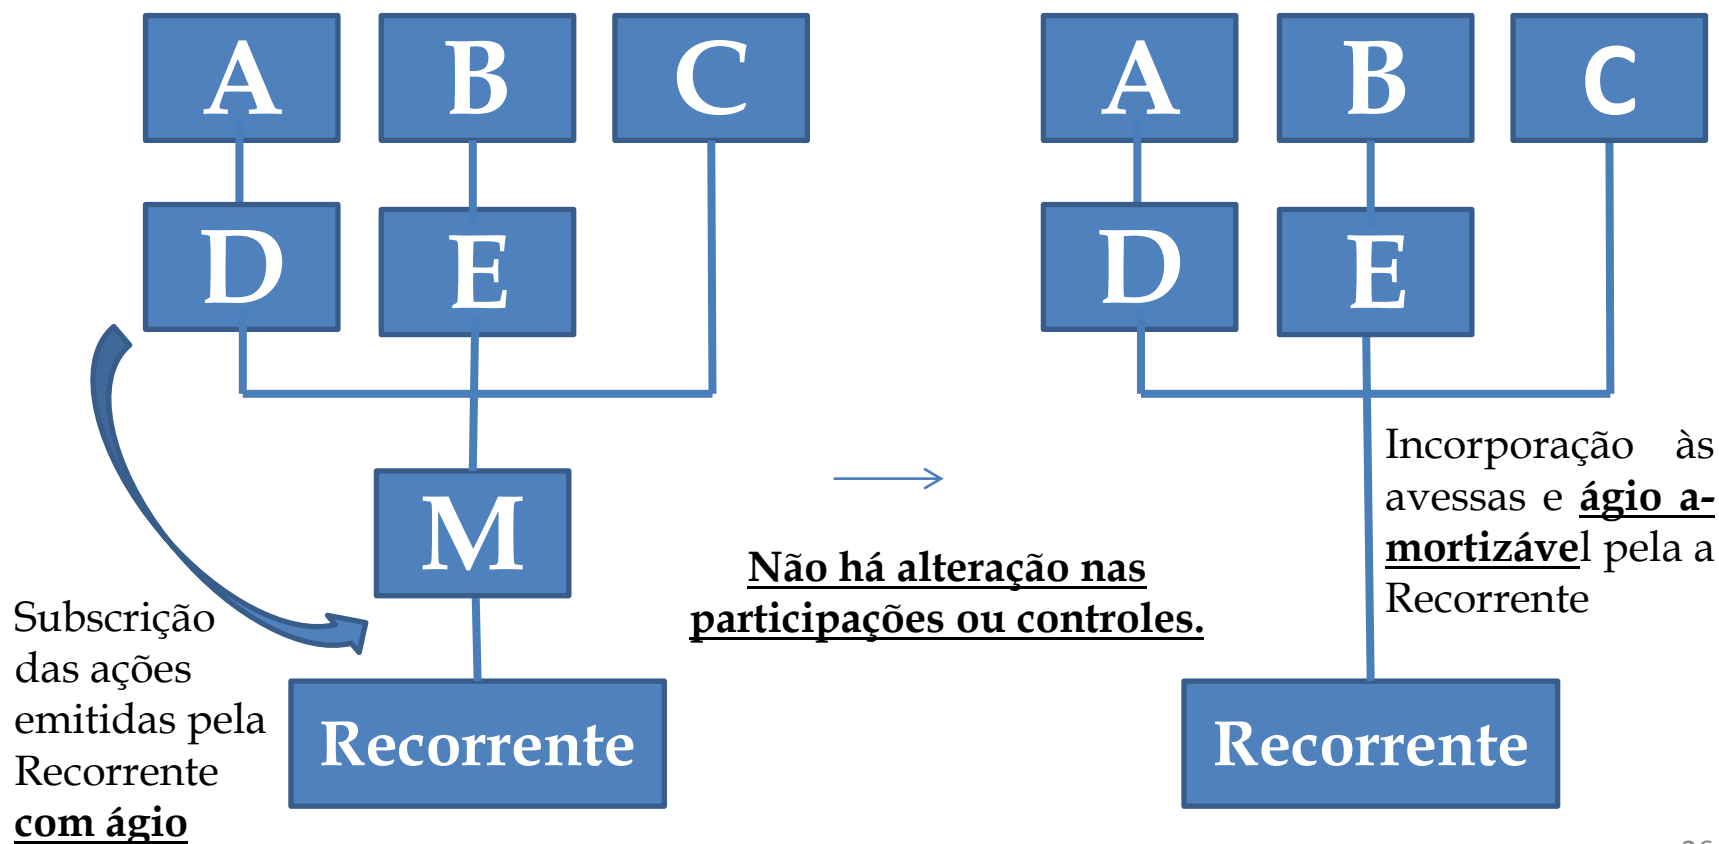 A B C
D E
M
Recorrente
Subscrição
das ações
emitidas pela
Recorrente
com ágio
Não há alteração nas
participações ou controles.
A B C
D E
Incorporação às
avessas e ágio a-
mortizável pela a
Recorrente
Recorrente